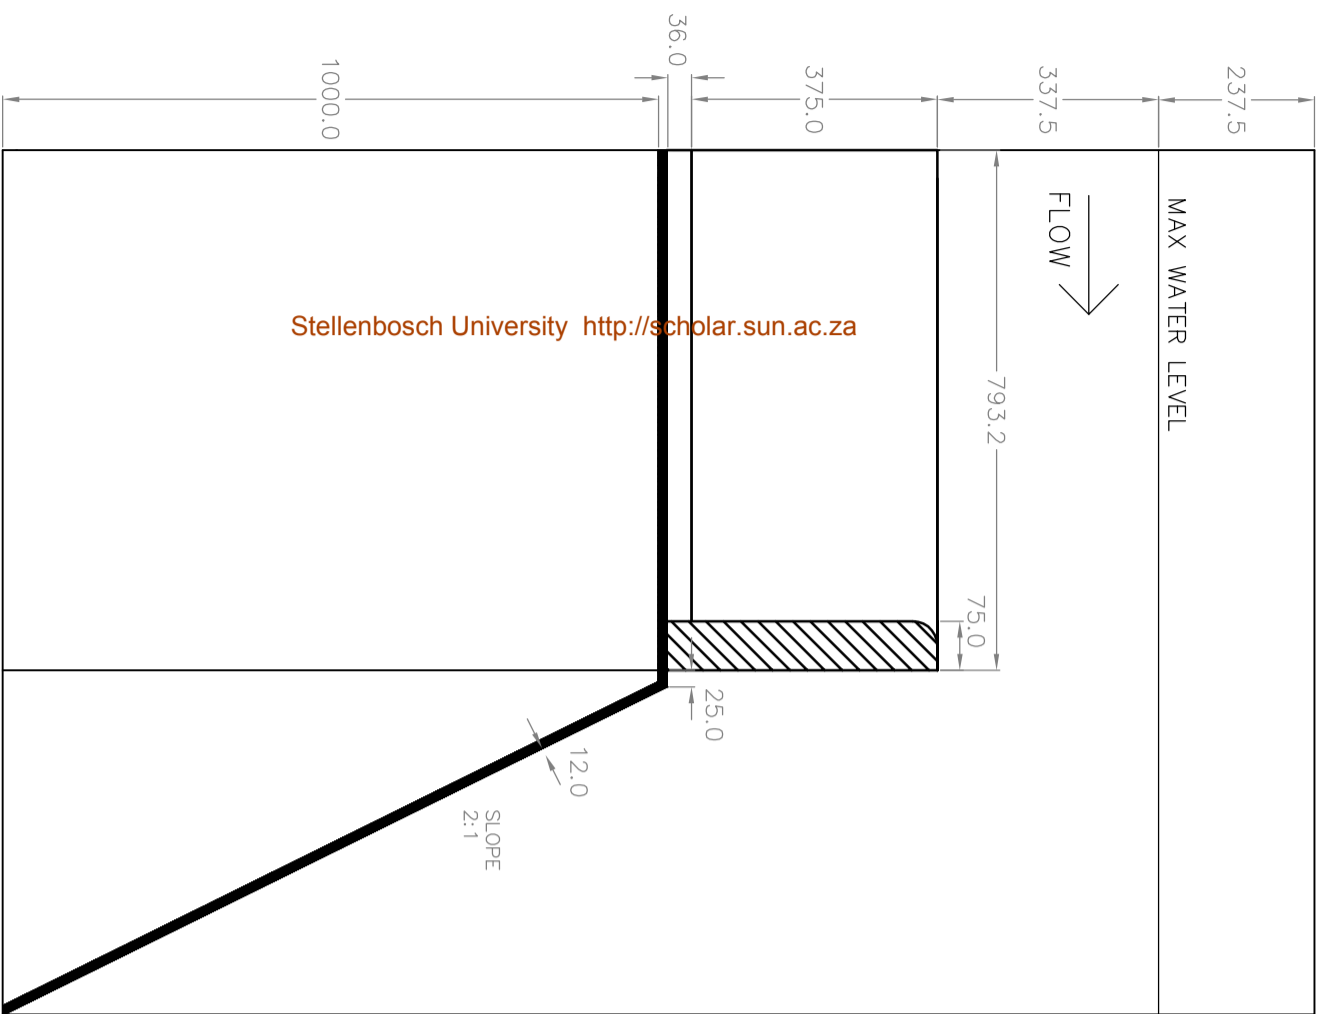 237.5
MAX WATER LEVEL
337.5
FLOW
793.2
375.0
75.0
36.0
25.0
1000.0
12.0
SLOPE
2:1
Stellenbosch University http://scholar.sun.ac.za